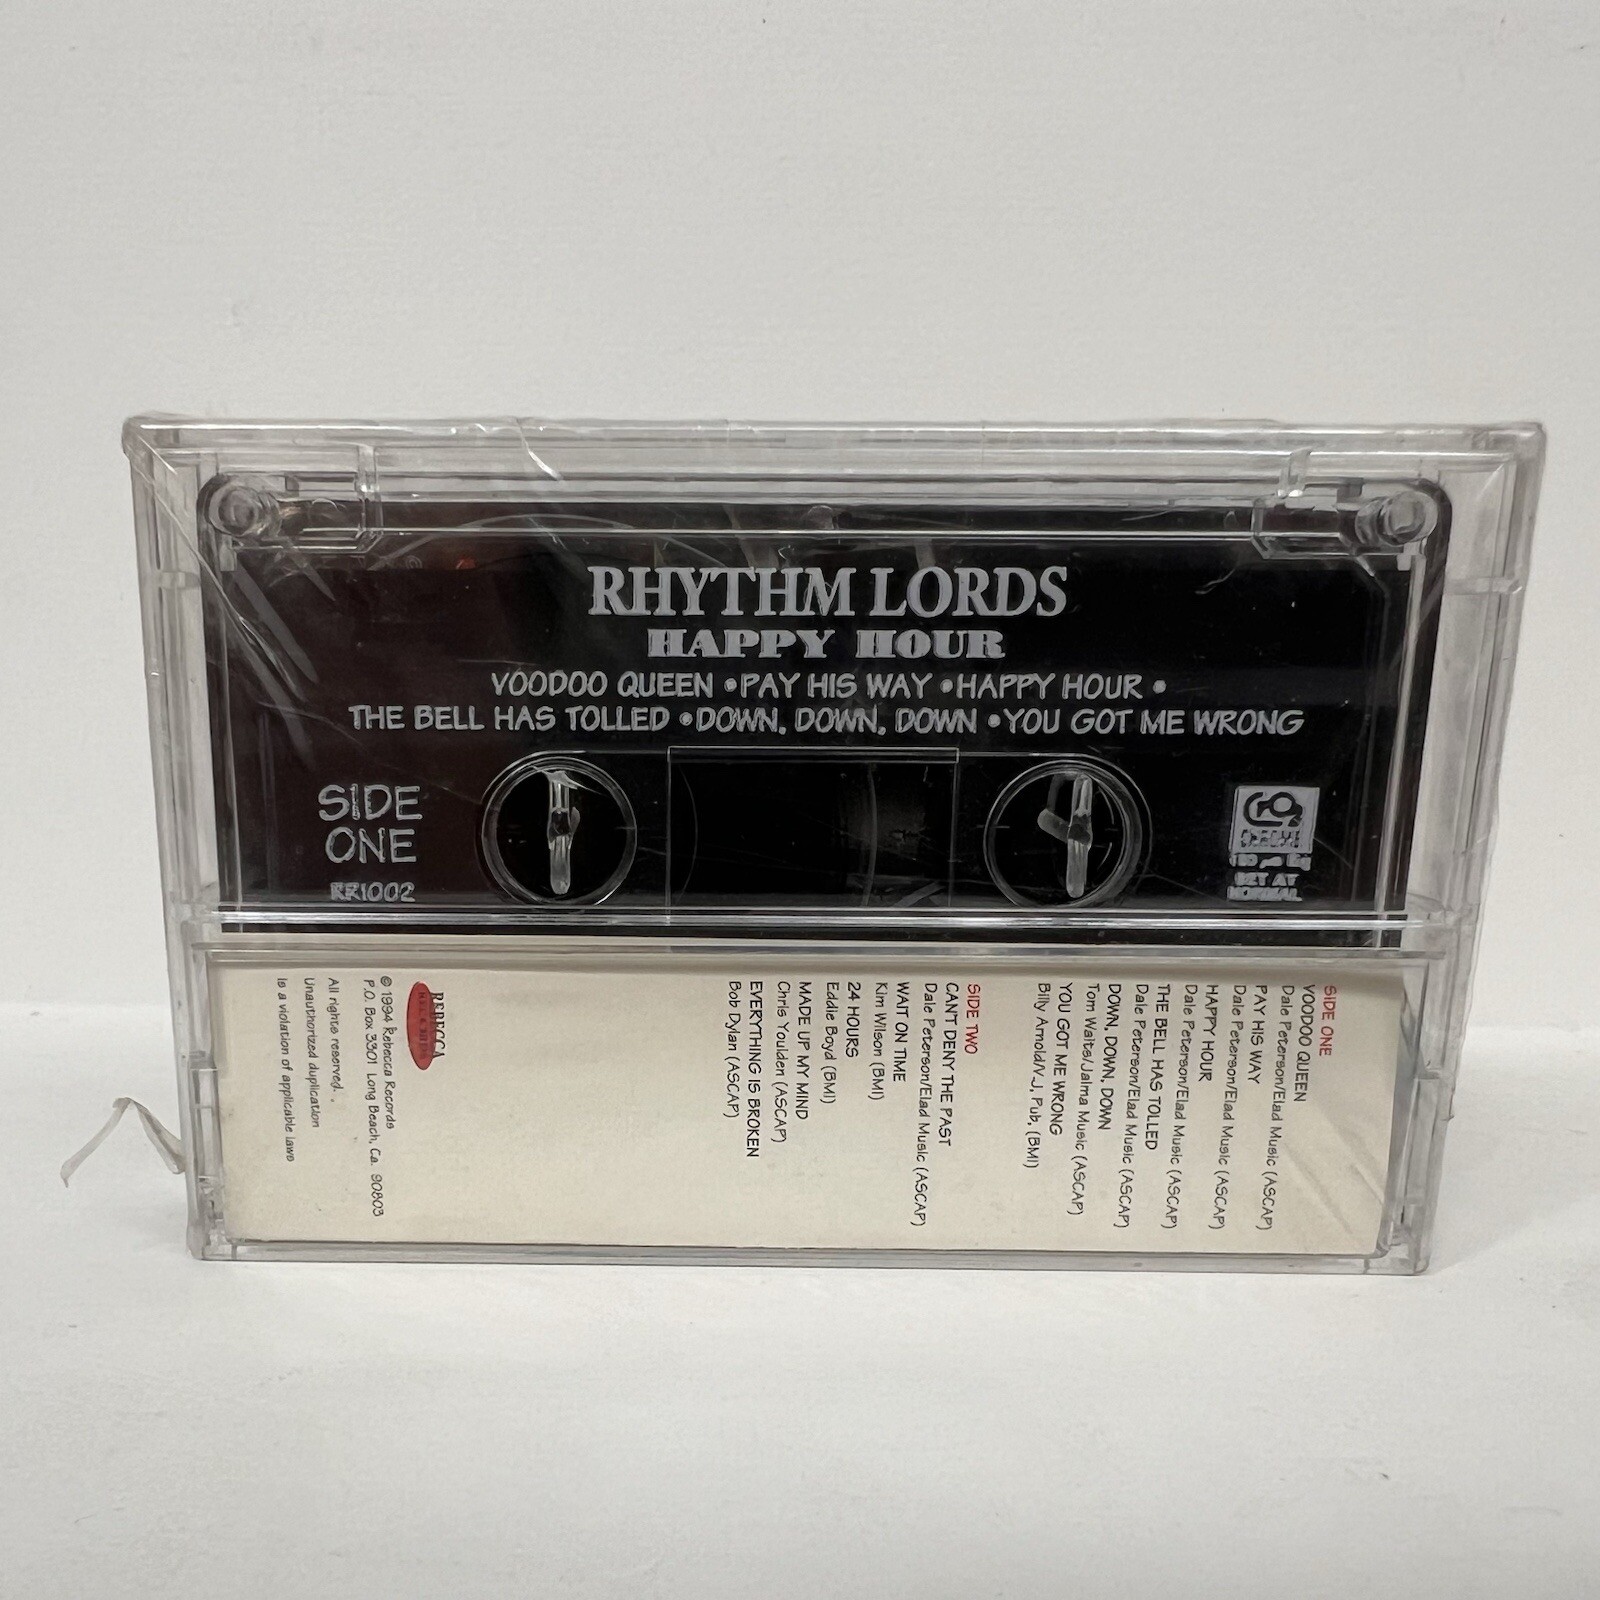 RHYTHM LORDS
HAPPY HOUR
VOODOO QUEEN • PAY HIS WAY • HAPPY HOUR •
THE BELL HAS TOLLED • DOWN, DOWN, DOWN • YOU GOT ME WRONG
SIDE
ONE
RR1002
SET AT
NORMAL
SIDE ONE
VOODOO QUEEN
Dale Peterson/Elad Music (ASCAP)
PAY HIS WAY
Dale Peterson/Elad Music (ASCAP)
HAPPY HOUR
Dale Peterson/Elad Music (ASCAP)
THE BELL HAS TOLLED
Dale Peterson/Elad Music (ASCAP)
DOWN, DOWN, DOWN
Tom Waits/Jalma Music (ASCAP)
YOU GOT ME WRONG
Billy Arnold/V.J. Pub. (BMI)
SIDE TWO
CAN'T DENY THE PAST
Dale Peterson/Elad Music (ASCAP)
WAIT ON TIME
Kim Wilson (BMI)
24 HOURS
Eddie Boyd (BMI)
MADE UP MY MIND
Chris Youlden (ASCAP)
EVERYTHING IS BROKEN
Bob Dylan (ASCAP)
REBECCA
© 1994 Rebecca Records
P.O. Box 3301 Long Beach, Ca. 90803
All rights reserved. .
Unauthorized duplication
is a violation of applicable laws